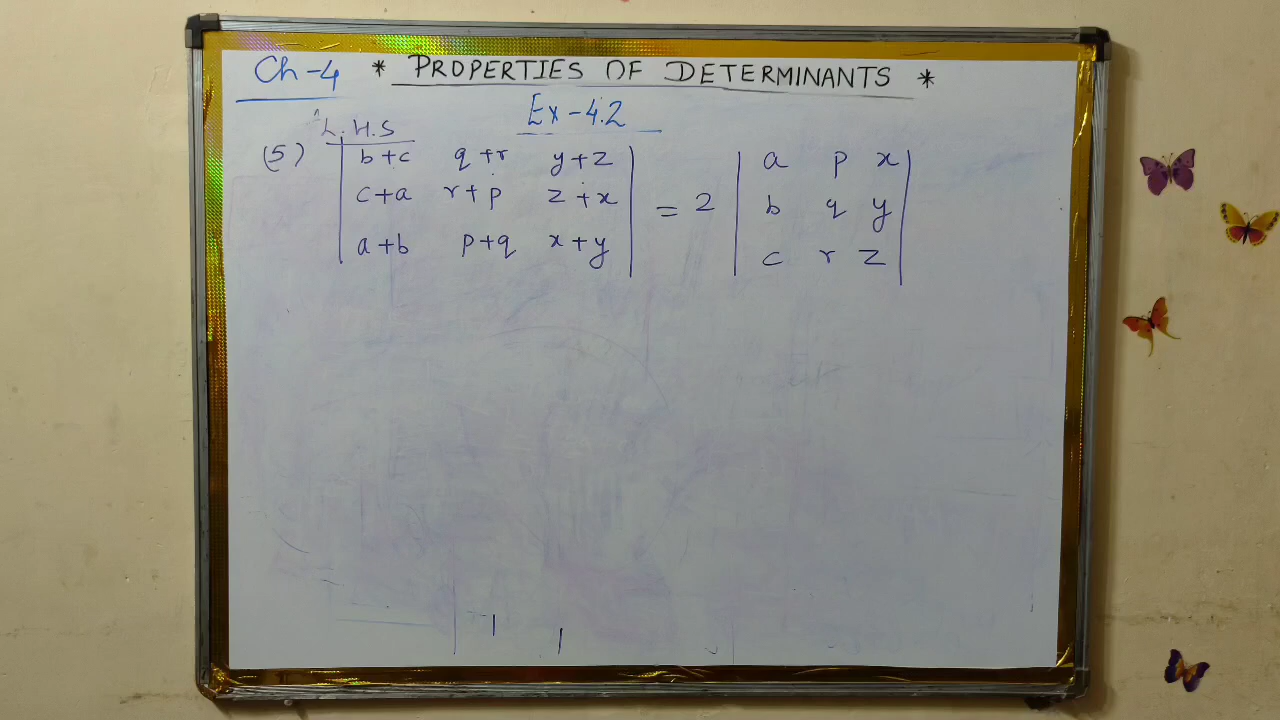 Ch-4 * PROPERTIES OF DETERMINANTS *
Ex-4.2
L.H.S
(5) | b+c q+r y+z | = 2 | a p x |
| c+a r+p z+x | | b q y |
| a+b p+q x+y | | c r z |